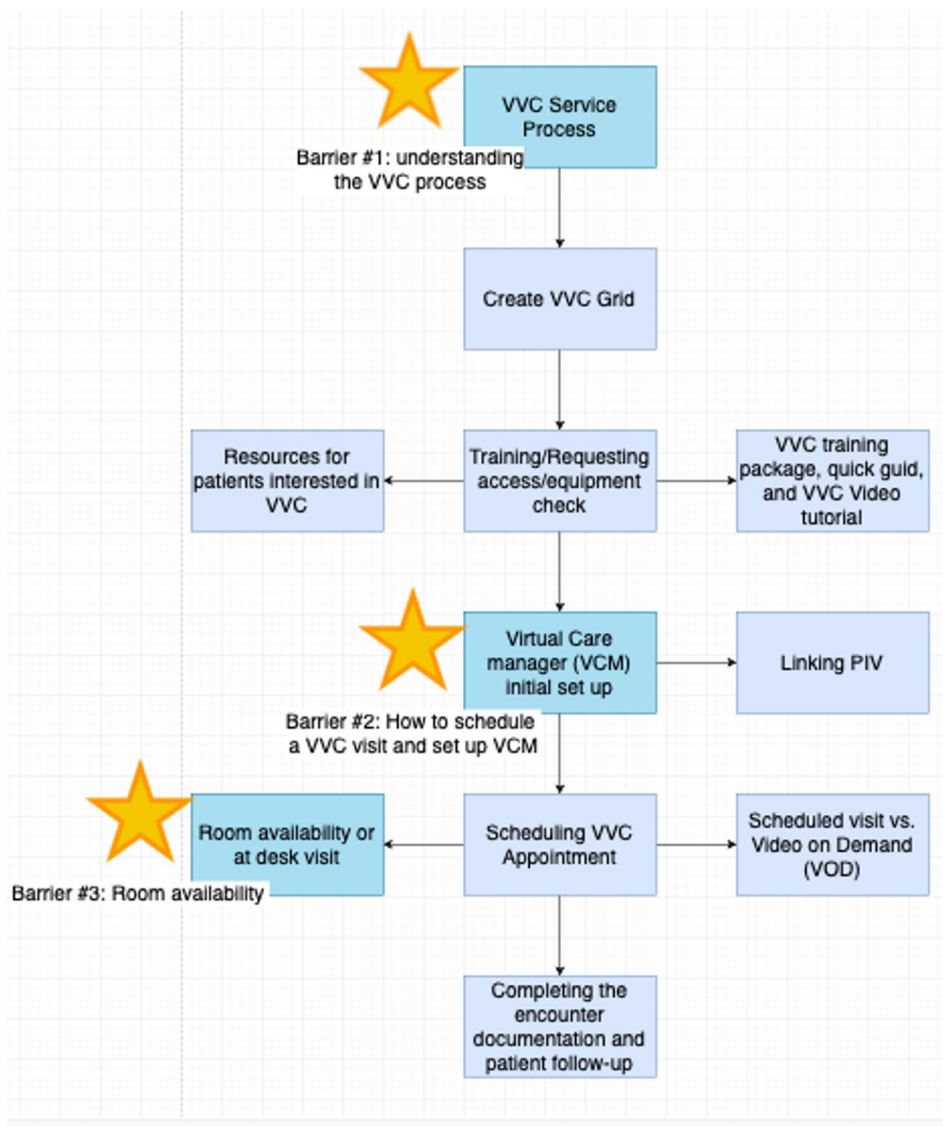 VVC Service
Process
Barrier #1: understanding
the VVC process
Create VVC Grid
Resources for
patients interested in
VVC
Training/Requesting
access/equipment
check
VVC training
package, quick guid,
and VVC Video
tutorial
Virtual Care
manager (VCM)
initial set up
Linking PIV
Barrier #2: How to schedule
a VVC visit and set up VCM
Room availability or
at desk visit
Barrier #3: Room availability
Scheduling VVC
Appointment
Scheduled visit vs.
Video on Demand
(VOD)
Completing the
encounter
documentation and
patient follow-up